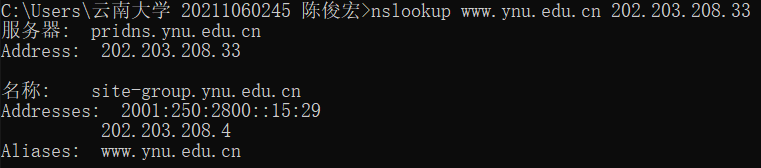 C:\Users\云南大学 20211060245 陈俊宏>nslookup www.ynu.edu.cn 202.203.208.33
服务器:  pridns.ynu.edu.cn
Address:  202.203.208.33
名称:    site-group.ynu.edu.cn
Addresses:  2001:250:2800::15:29
202.203.208.4
Aliases:  www.ynu.edu.cn